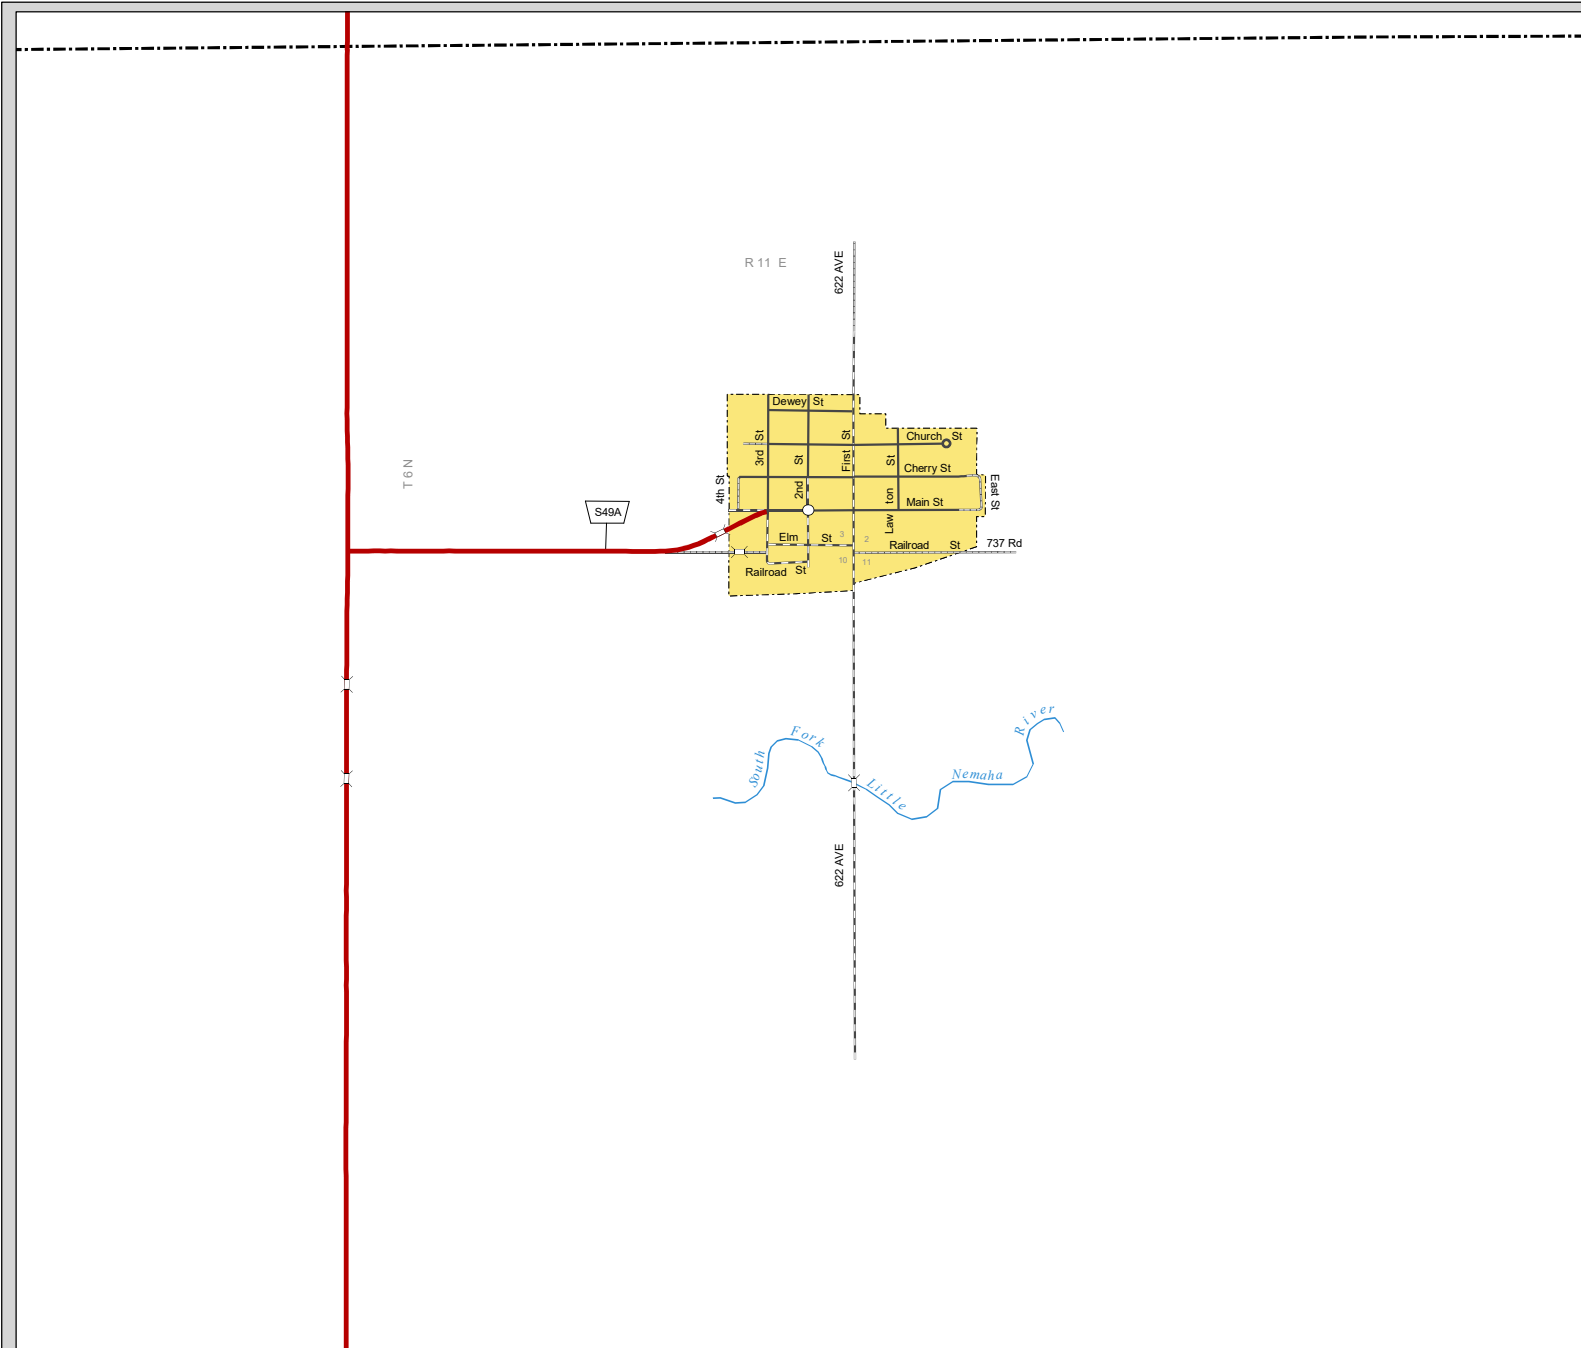 R 11 E
622 AVE
Dewey St
3rd St
2nd St
First St
Law ton St
Church St
Cherry St
T 6 N
4th St
East St
Main St
S49A
Elm St
3
2
Railroad St
737 Rd
10
11
Railroad St
South Fork Little Nemaha River
622 AVE